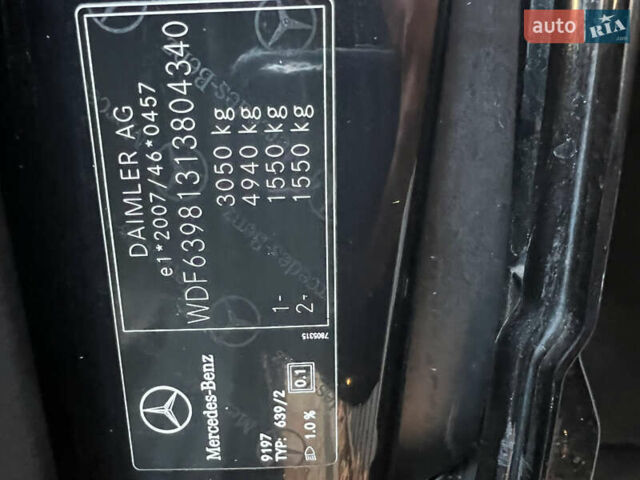 DAIMLER AG
e1*2007/46*0457
WDF63981313804340
3050 kg
4940 kg
1- 1550 kg
2- 1550 kg
7805315
Mercedes-Benz
9197
TYP: 639/2
1.0% 0.1
auto RIA
.com